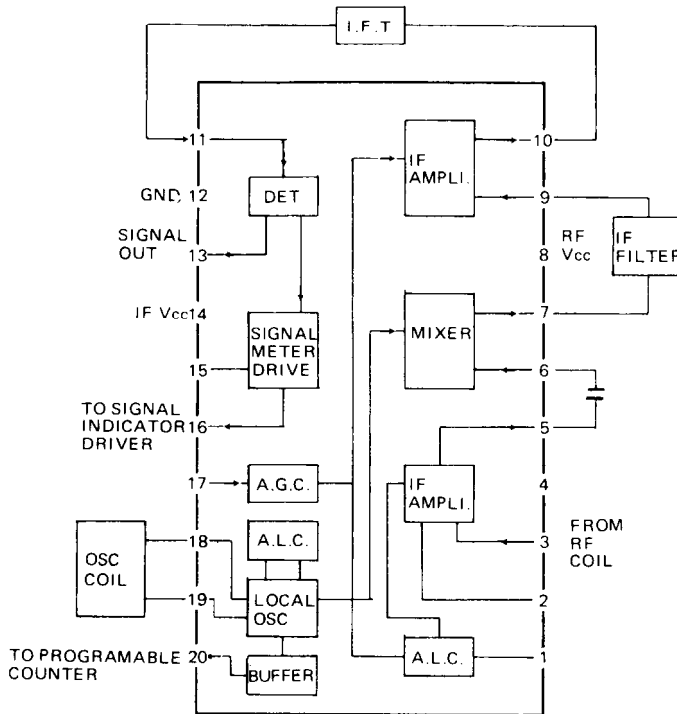 I.F.T
11
10
IF
AMPLI.
GND, 12
DET
9
SIGNAL
OUT
13
RF
Vcc
8
IF
FILTER
IF Vcc14
7
SIGNAL
METER
DRIVE
MIXER
15
6
TO SIGNAL
INDICATOR
DRIVER
16
5
17
A.G.C.
IF
AMPLI.
4
18
A.L.C.
FROM
RF
COIL
3
OSC
COIL
19
LOCAL
OSC
2
TO PROGRAMABLE
COUNTER
20
BUFFER
A.L.C.
1